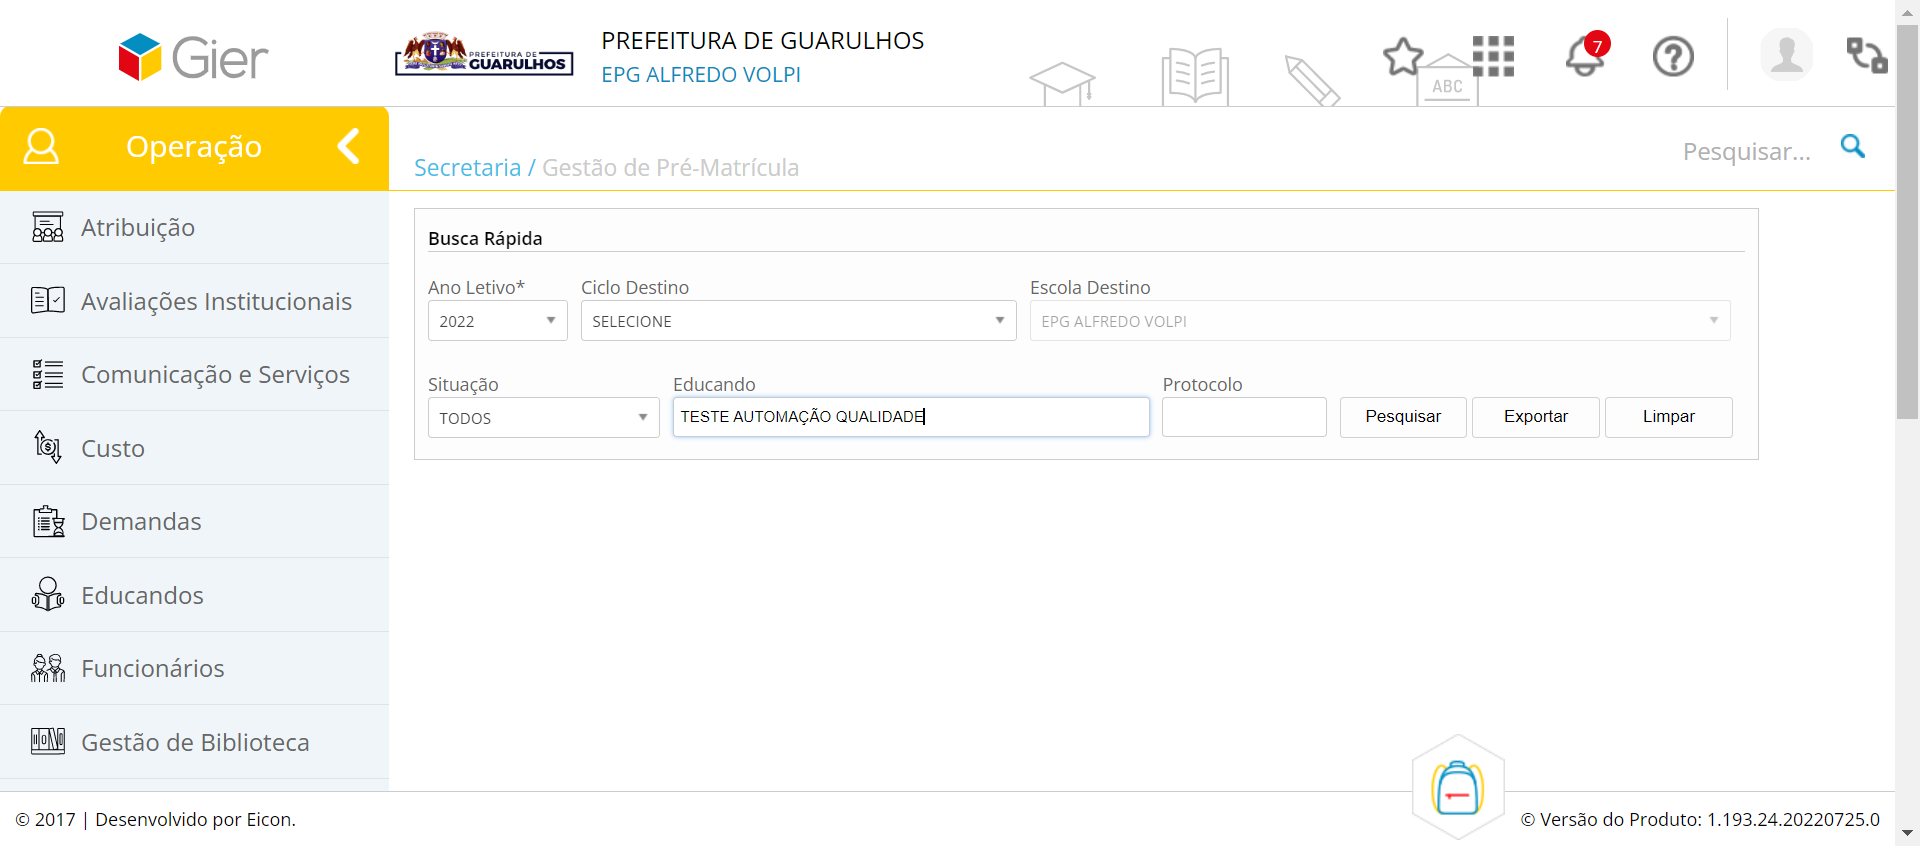 Gier
PREFEITURA DE
GUARULHOS
PREFEITURA DE GUARULHOS
EPG ALFREDO VOLPI
ABC
7
Operação
Secretaria / Gestão de Pré-Matrícula
Pesquisar...
Atribuição
Avaliações Institucionais
Comunicação e Serviços
Custo
Demandas
Educandos
Funcionários
Gestão de Biblioteca
Busca Rápida
Ano Letivo* Ciclo Destino Escola Destino
2022 SELECIONE EPG ALFREDO VOLPI
Situação Educando Protocolo
TODOS TESTE AUTOMAÇÃO QUALIDADE Pesquisar Exportar Limpar
© 2017 | Desenvolvido por Eicon.
© Versão do Produto: 1.193.24.20220725.0